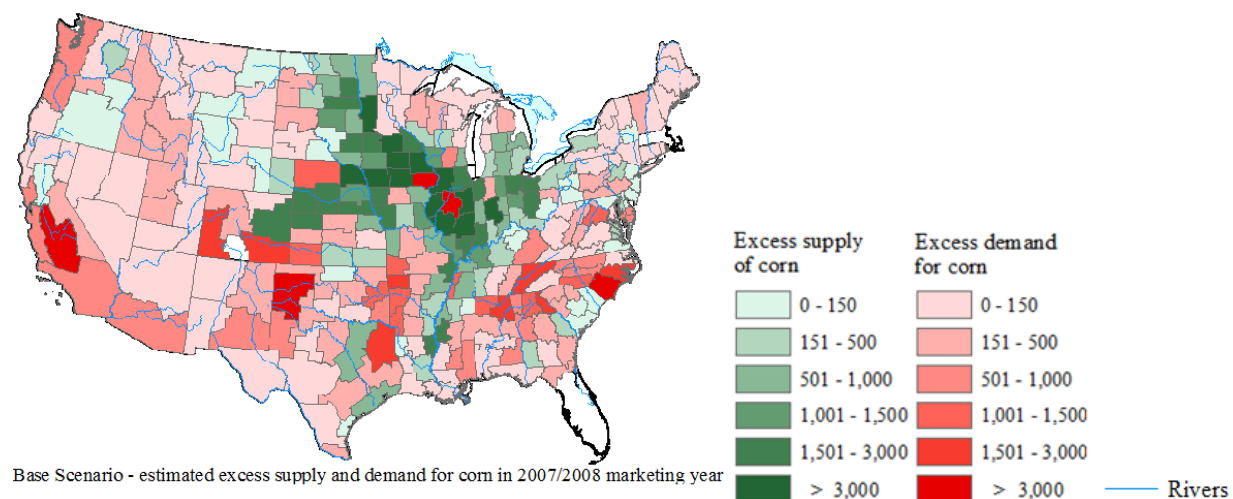 Excess supply of corn
0 - 150
151 - 500
501 - 1,000
1,001 - 1,500
1,501 - 3,000
> 3,000
Excess demand for corn
0 - 150
151 - 500
501 - 1,000
1,001 - 1,500
1,501 - 3,000
> 3,000
Rivers
Base Scenario - estimated excess supply and demand for corn in 2007/2008 marketing year